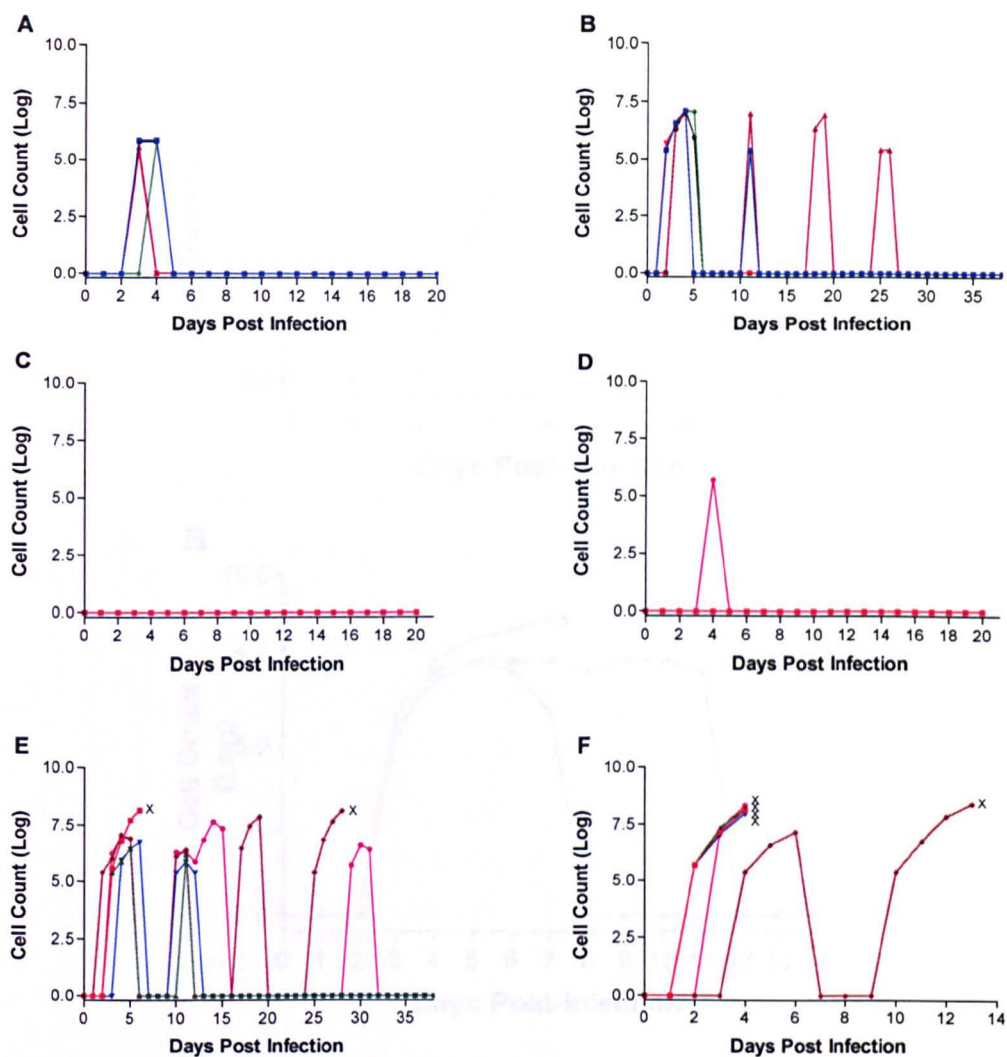 A
10.0
7.5
5.0
2.5
0.0
Cell Count (Log)
0 2 4 6 8 10 12 14 16 18 20
Days Post Infection
B
10.0
7.5
5.0
2.5
0.0
Cell Count (Log)
0 5 10 15 20 25 30 35
Days Post Infection
C
10.0
7.5
5.0
2.5
0.0
Cell Count (Log)
0 2 4 6 8 10 12 14 16 18 20
Days Post Infection
D
10.0
7.5
5.0
2.5
0.0
Cell Count (Log)
0 2 4 6 8 10 12 14 16 18 20
Days Post Infection
E
10.0
7.5
5.0
2.5
0.0
Cell Count (Log)
X
X
0 5 10 15 20 25 30 35
Days Post Infection
F
10.0
7.5
5.0
2.5
0.0
Cell Count (Log)
X
X
X
X
X
0 2 4 6 8 10 12 14
Days Post Infection